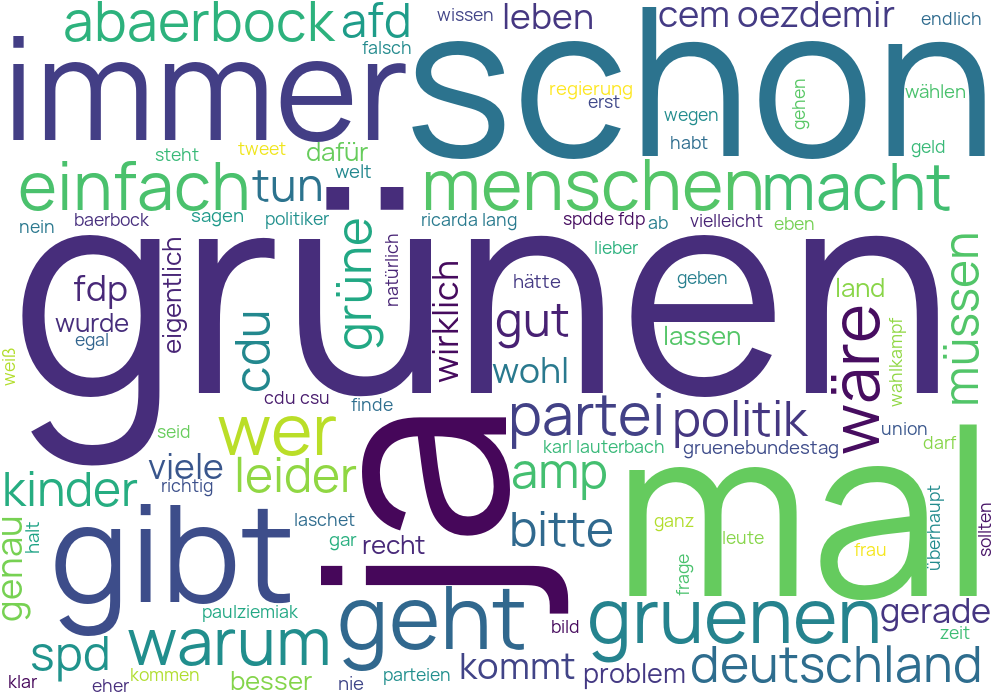 abaerbock afd wissen leben cem oezdemir endlich
falsch
immer schon
regierung erst gehen wählen
wegen
habt geld
steht tweet dafür
welt
einfach tun menschen macht
nein baerbock sagen politiker ricarda lang spdde fdp ab vielleicht eben
lieber
grünen
eigentlich grüne natürlich wirklich müssen
fdp hätte geben land
wurde gut
egal cdu lassen wäre wahlkampf
weiß wohl
cdu csu finde
seid wer partei politik union
karl lauterbach gruenebundestag darf
ja mal
viele leider amp
richtig
kinder
genau halt gibt laschet bitte ganz leute frau überhaupt sollten
gar recht
frage
paulziemiak
geht gruenen gerade
bild zeit
spd warum
kommt problem deutschland
klar eher kommen besser nie parteien